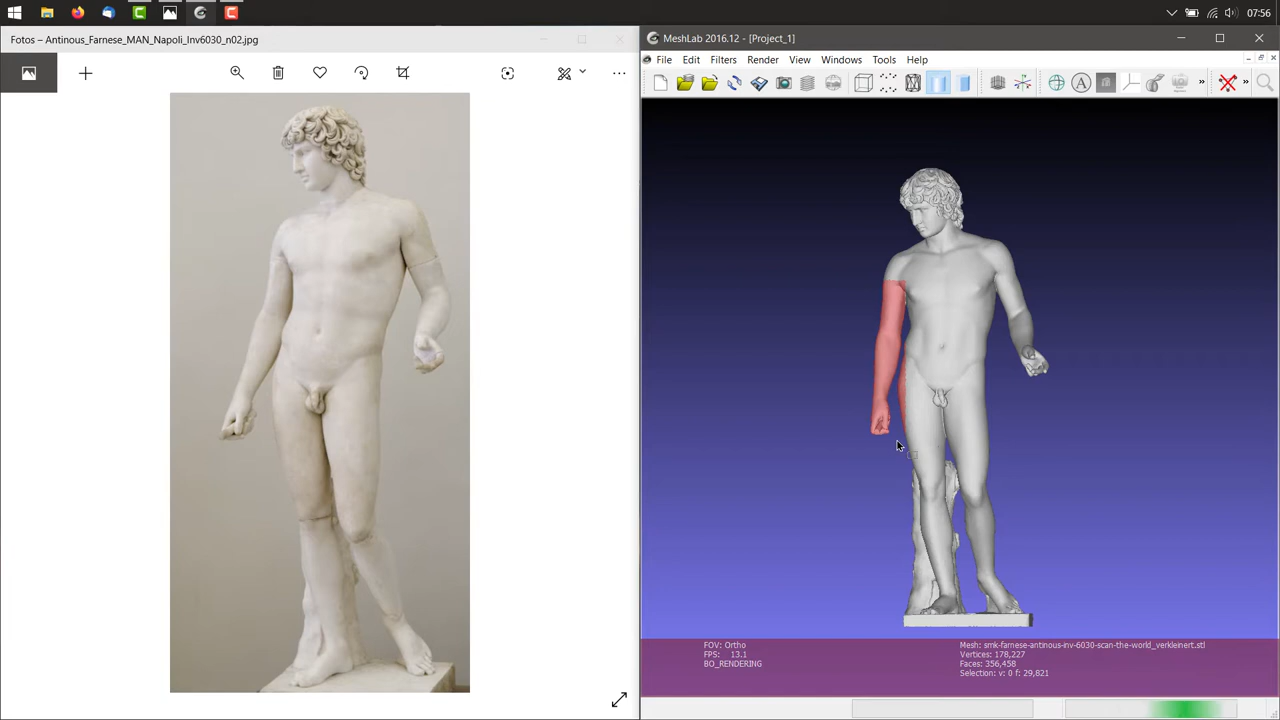 07:56
Fotos – Antinous_Farnese_MAN_Napoli_Inv6030_n02.jpg
MeshLab 2016.12 - [Project_1]
File Edit Filters Render View Windows Tools Help
A
FOV: Ortho
FPS: 13.1
BO_RENDERING
Mesh: smk-farnese-antinous-inv-6030-scan-the-world_verkleinert.stl
Vertices: 178,227
Faces: 356,458
Selection: v: 0 f: 29,821